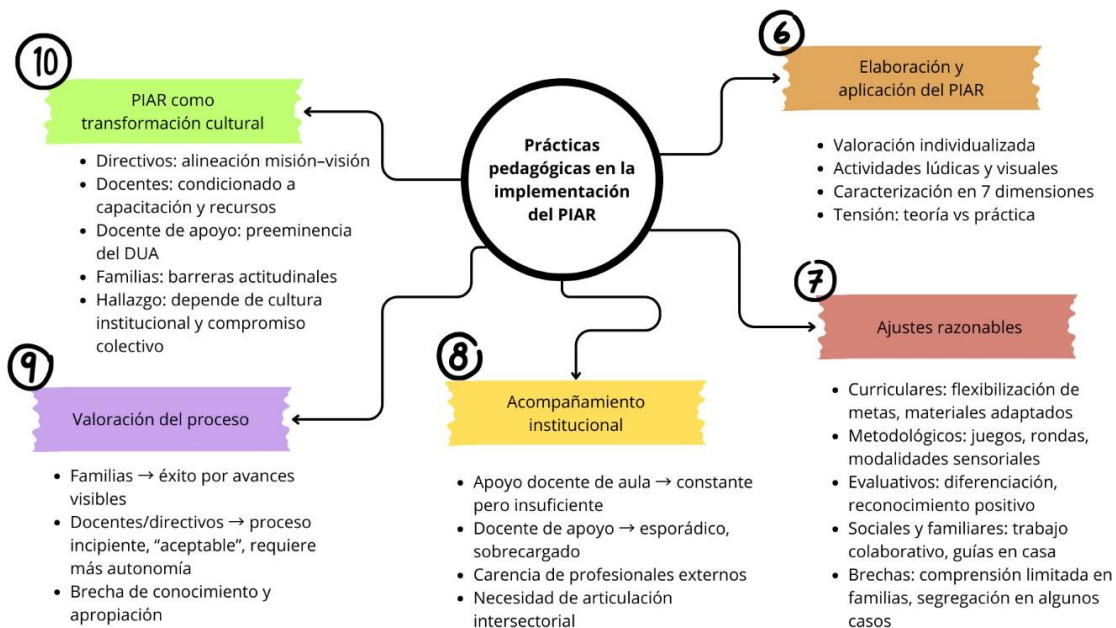 Prácticas
pedagógicas en la
implementación
del PIAR
6
Elaboración y
aplicación del PIAR
• Valoración individualizada
• Actividades lúdicas y visuales
• Caracterización en 7 dimensiones
• Tensión: teoría vs práctica
7
Ajustes razonables
• Curriculares: flexibilización de
metas, materiales adaptados
• Metodológicos: juegos, rondas,
modalidades sensoriales
• Evaluativos: diferenciación,
reconocimiento positivo
• Sociales y familiares: trabajo
colaborativo, guías en casa
• Brechas: comprensión limitada en
familias, segregación en algunos
casos
8
Acompañamiento
institucional
• Apoyo docente de aula → constante
pero insuficiente
• Docente de apoyo → esporádico,
sobrecargado
• Carencia de profesionales externos
• Necesidad de articulación
intersectorial
9
Valoración del proceso
• Familias → éxito por avances
visibles
• Docentes/directivos → proceso
incipiente, “aceptable”, requiere
más autonomía
• Brecha de conocimiento y
apropiación
10
PIAR como
transformación cultural
• Directivos: alineación misión–visión
• Docentes: condicionado a
capacitación y recursos
• Docente de apoyo: preeminencia
del DUA
• Familias: barreras actitudinales
• Hallazgo: depende de cultura
institucional y compromiso
colectivo